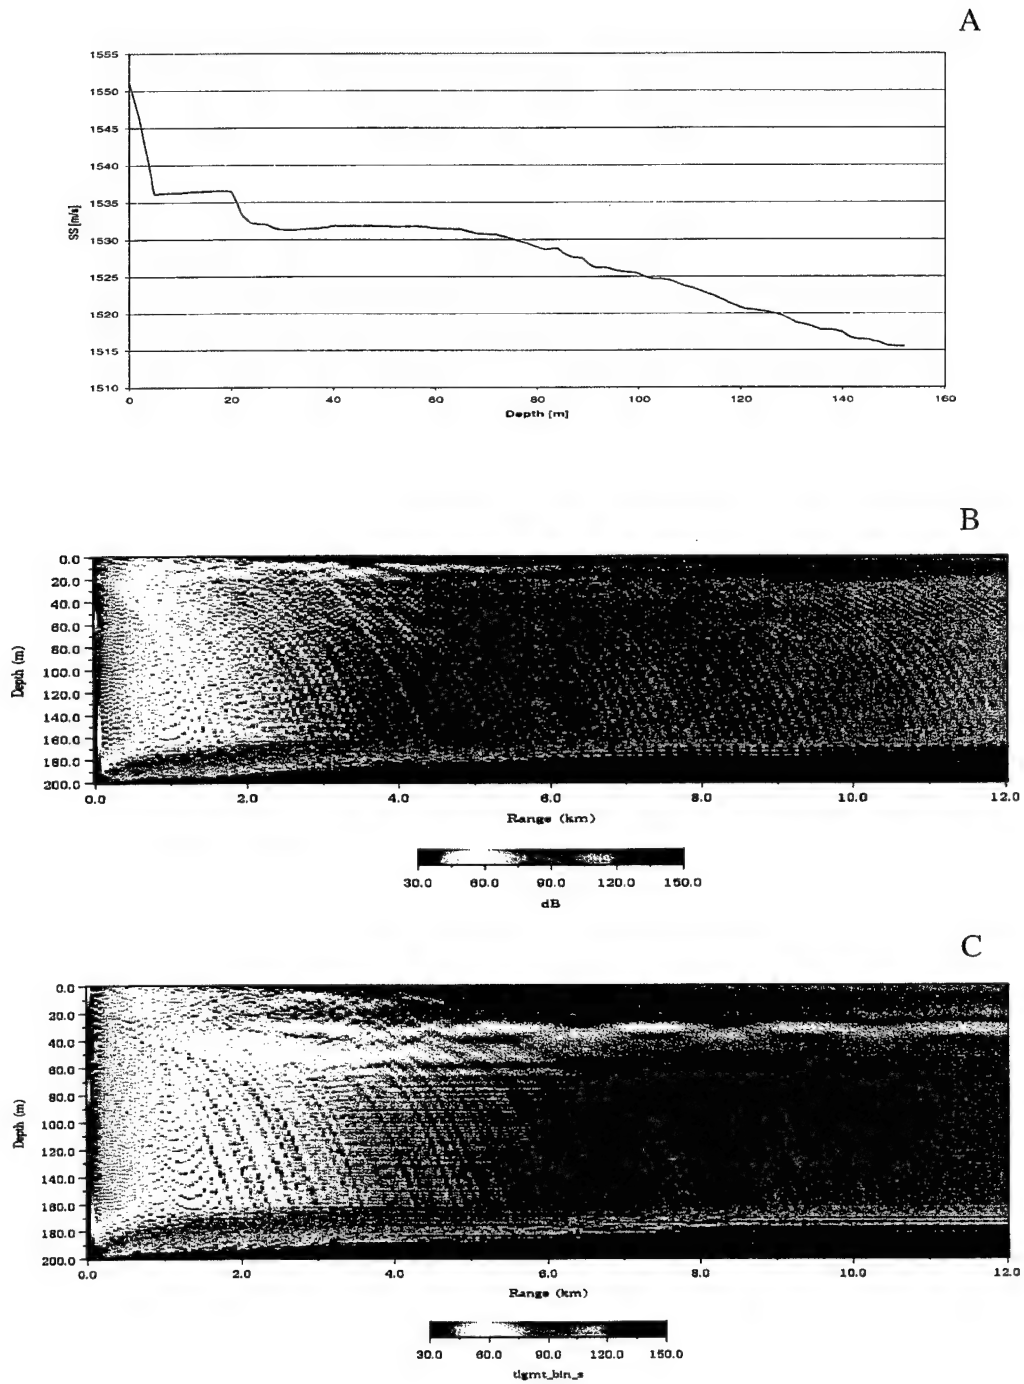 A
1555
1550
1545
1540
1535
1530
1525
1520
1515
1510
SS [m/s]
0 20 40 60 80 100 120 140 160
Depth [m]
B
0.0
20.0
40.0
60.0
80.0
100.0
120.0
140.0
160.0
180.0
200.0
Depth (m)
0.0 2.0 4.0 6.0 8.0 10.0 12.0
Range (km)
30.0 60.0 90.0 120.0 150.0
dB
C
0.0
20.0
40.0
60.0
80.0
100.0
120.0
140.0
160.0
180.0
200.0
Depth (m)
0.0 2.0 4.0 6.0 8.0 10.0 12.0
Range (km)
30.0 60.0 90.0 120.0 150.0
tlgmt_bin_s